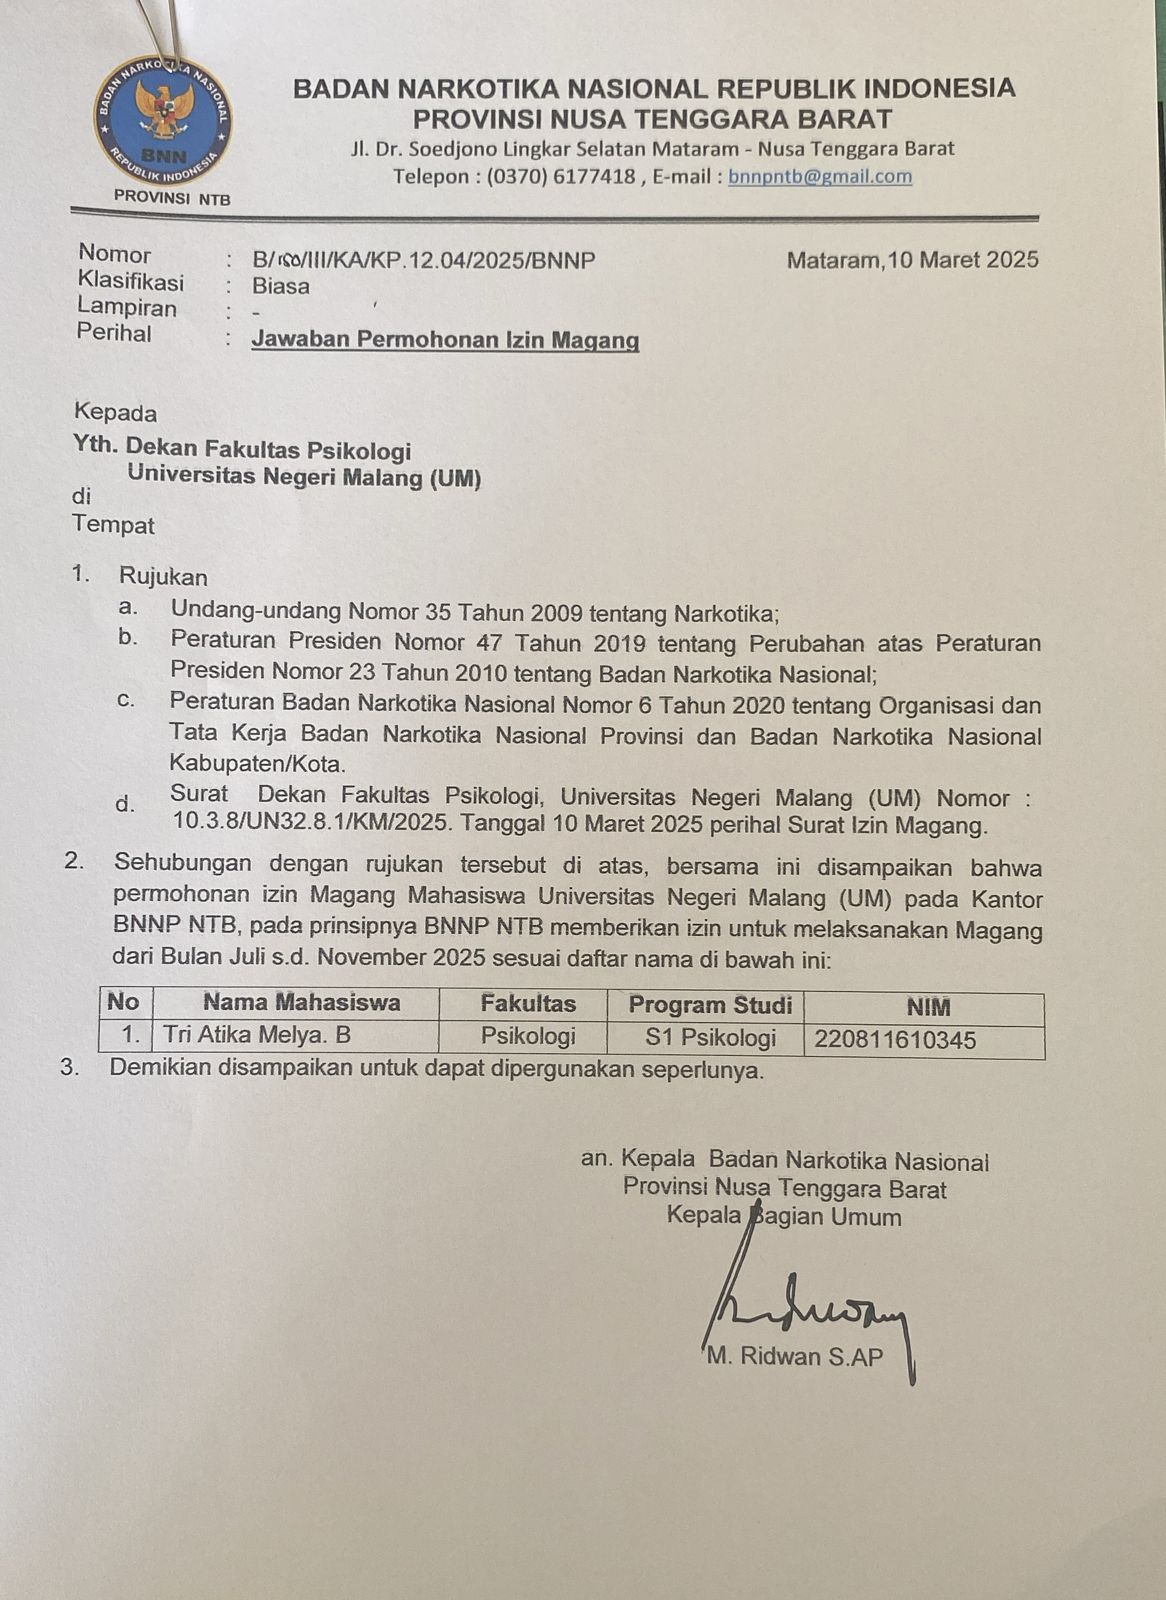 BADAN NARKOTIKA NASIONAL
BNN
REPUBLIK INDONESIA
PROVINSI NTB
BADAN NARKOTIKA NASIONAL REPUBLIK INDONESIA
PROVINSI NUSA TENGGARA BARAT
Jl. Dr. Soedjono Lingkar Selatan Mataram - Nusa Tenggara Barat
Telepon : (0370) 6177418 , E-mail : bnnpntb@gmail.com
Nomor : B/ /III/KA/KP.12.04/2025/BNNP Mataram,10 Maret 2025
Klasifikasi : Biasa
Lampiran : -
Perihal : Jawaban Permohonan Izin Magang
Kepada
Yth. Dekan Fakultas Psikologi
Universitas Negeri Malang (UM)
di
Tempat
1. Rujukan
a. Undang-undang Nomor 35 Tahun 2009 tentang Narkotika;
b. Peraturan Presiden Nomor 47 Tahun 2019 tentang Perubahan atas Peraturan
Presiden Nomor 23 Tahun 2010 tentang Badan Narkotika Nasional;
c. Peraturan Badan Narkotika Nasional Nomor 6 Tahun 2020 tentang Organisasi dan
Tata Kerja Badan Narkotika Nasional Provinsi dan Badan Narkotika Nasional
Kabupaten/Kota.
d. Surat Dekan Fakultas Psikologi, Universitas Negeri Malang (UM) Nomor :
10.3.8/UN32.8.1/KM/2025. Tanggal 10 Maret 2025 perihal Surat Izin Magang.
2. Sehubungan dengan rujukan tersebut di atas, bersama ini disampaikan bahwa
permohonan izin Magang Mahasiswa Universitas Negeri Malang (UM) pada Kantor
BNNP NTB, pada prinsipnya BNNP NTB memberikan izin untuk melaksanakan Magang
dari Bulan Juli s.d. November 2025 sesuai daftar nama di bawah ini:
No Nama Mahasiswa Fakultas Program Studi NIM
1. Tri Atika Melya. B Psikologi S1 Psikologi 220811610345
3. Demikian disampaikan untuk dapat dipergunakan seperlunya.
an. Kepala Badan Narkotika Nasional
Provinsi Nusa Tenggara Barat
Kepala Bagian Umum
M. Ridwan S.AP